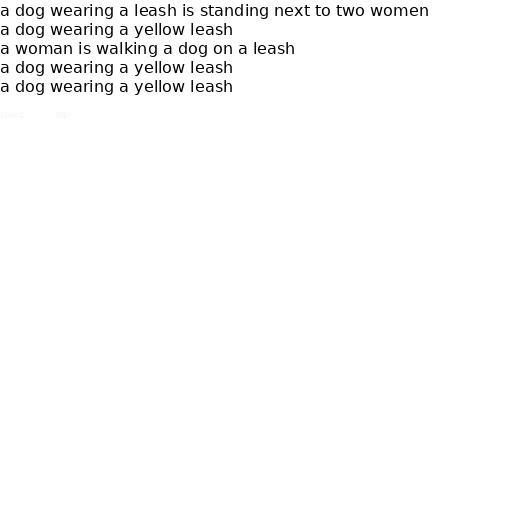 a dog wearing a leash is standing next to two women
a dog wearing a yellow leash
a woman is walking a dog on a leash
a dog wearing a yellow leash
a dog wearing a yellow leash